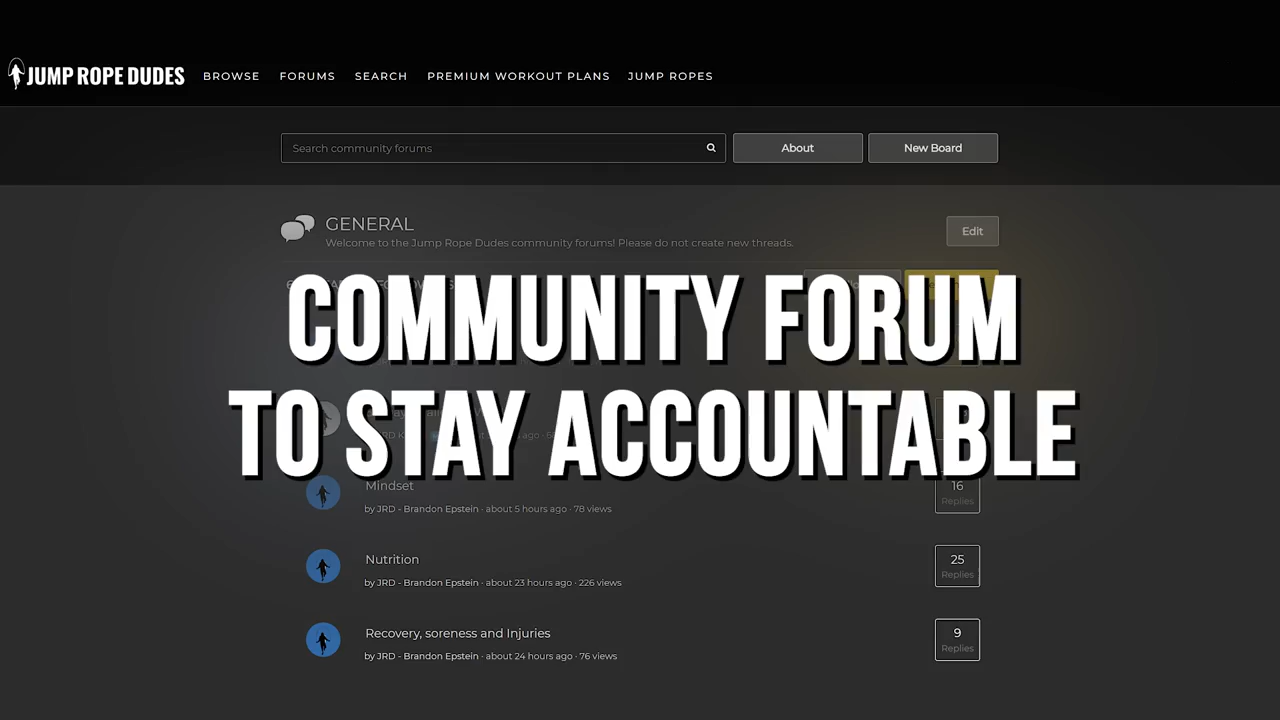 JUMP ROPE DUDES
BROWSE FORUMS SEARCH PREMIUM WORKOUT PLANS JUMP ROPES
Search community forums About New Board
GENERAL
Welcome to the Jump Rope Dudes community forums! Please do not create new threads.
Edit
COMMUNITY FORUM
TO STAY ACCOUNTABLE
Mindset
by JRD - Brandon Epstein · about 5 hours ago · 78 views
16
Replies
Nutrition
by JRD - Brandon Epstein · about 23 hours ago · 226 views
25
Replies
Recovery, soreness and Injuries
by JRD - Brandon Epstein · about 24 hours ago · 76 views
9
Replies